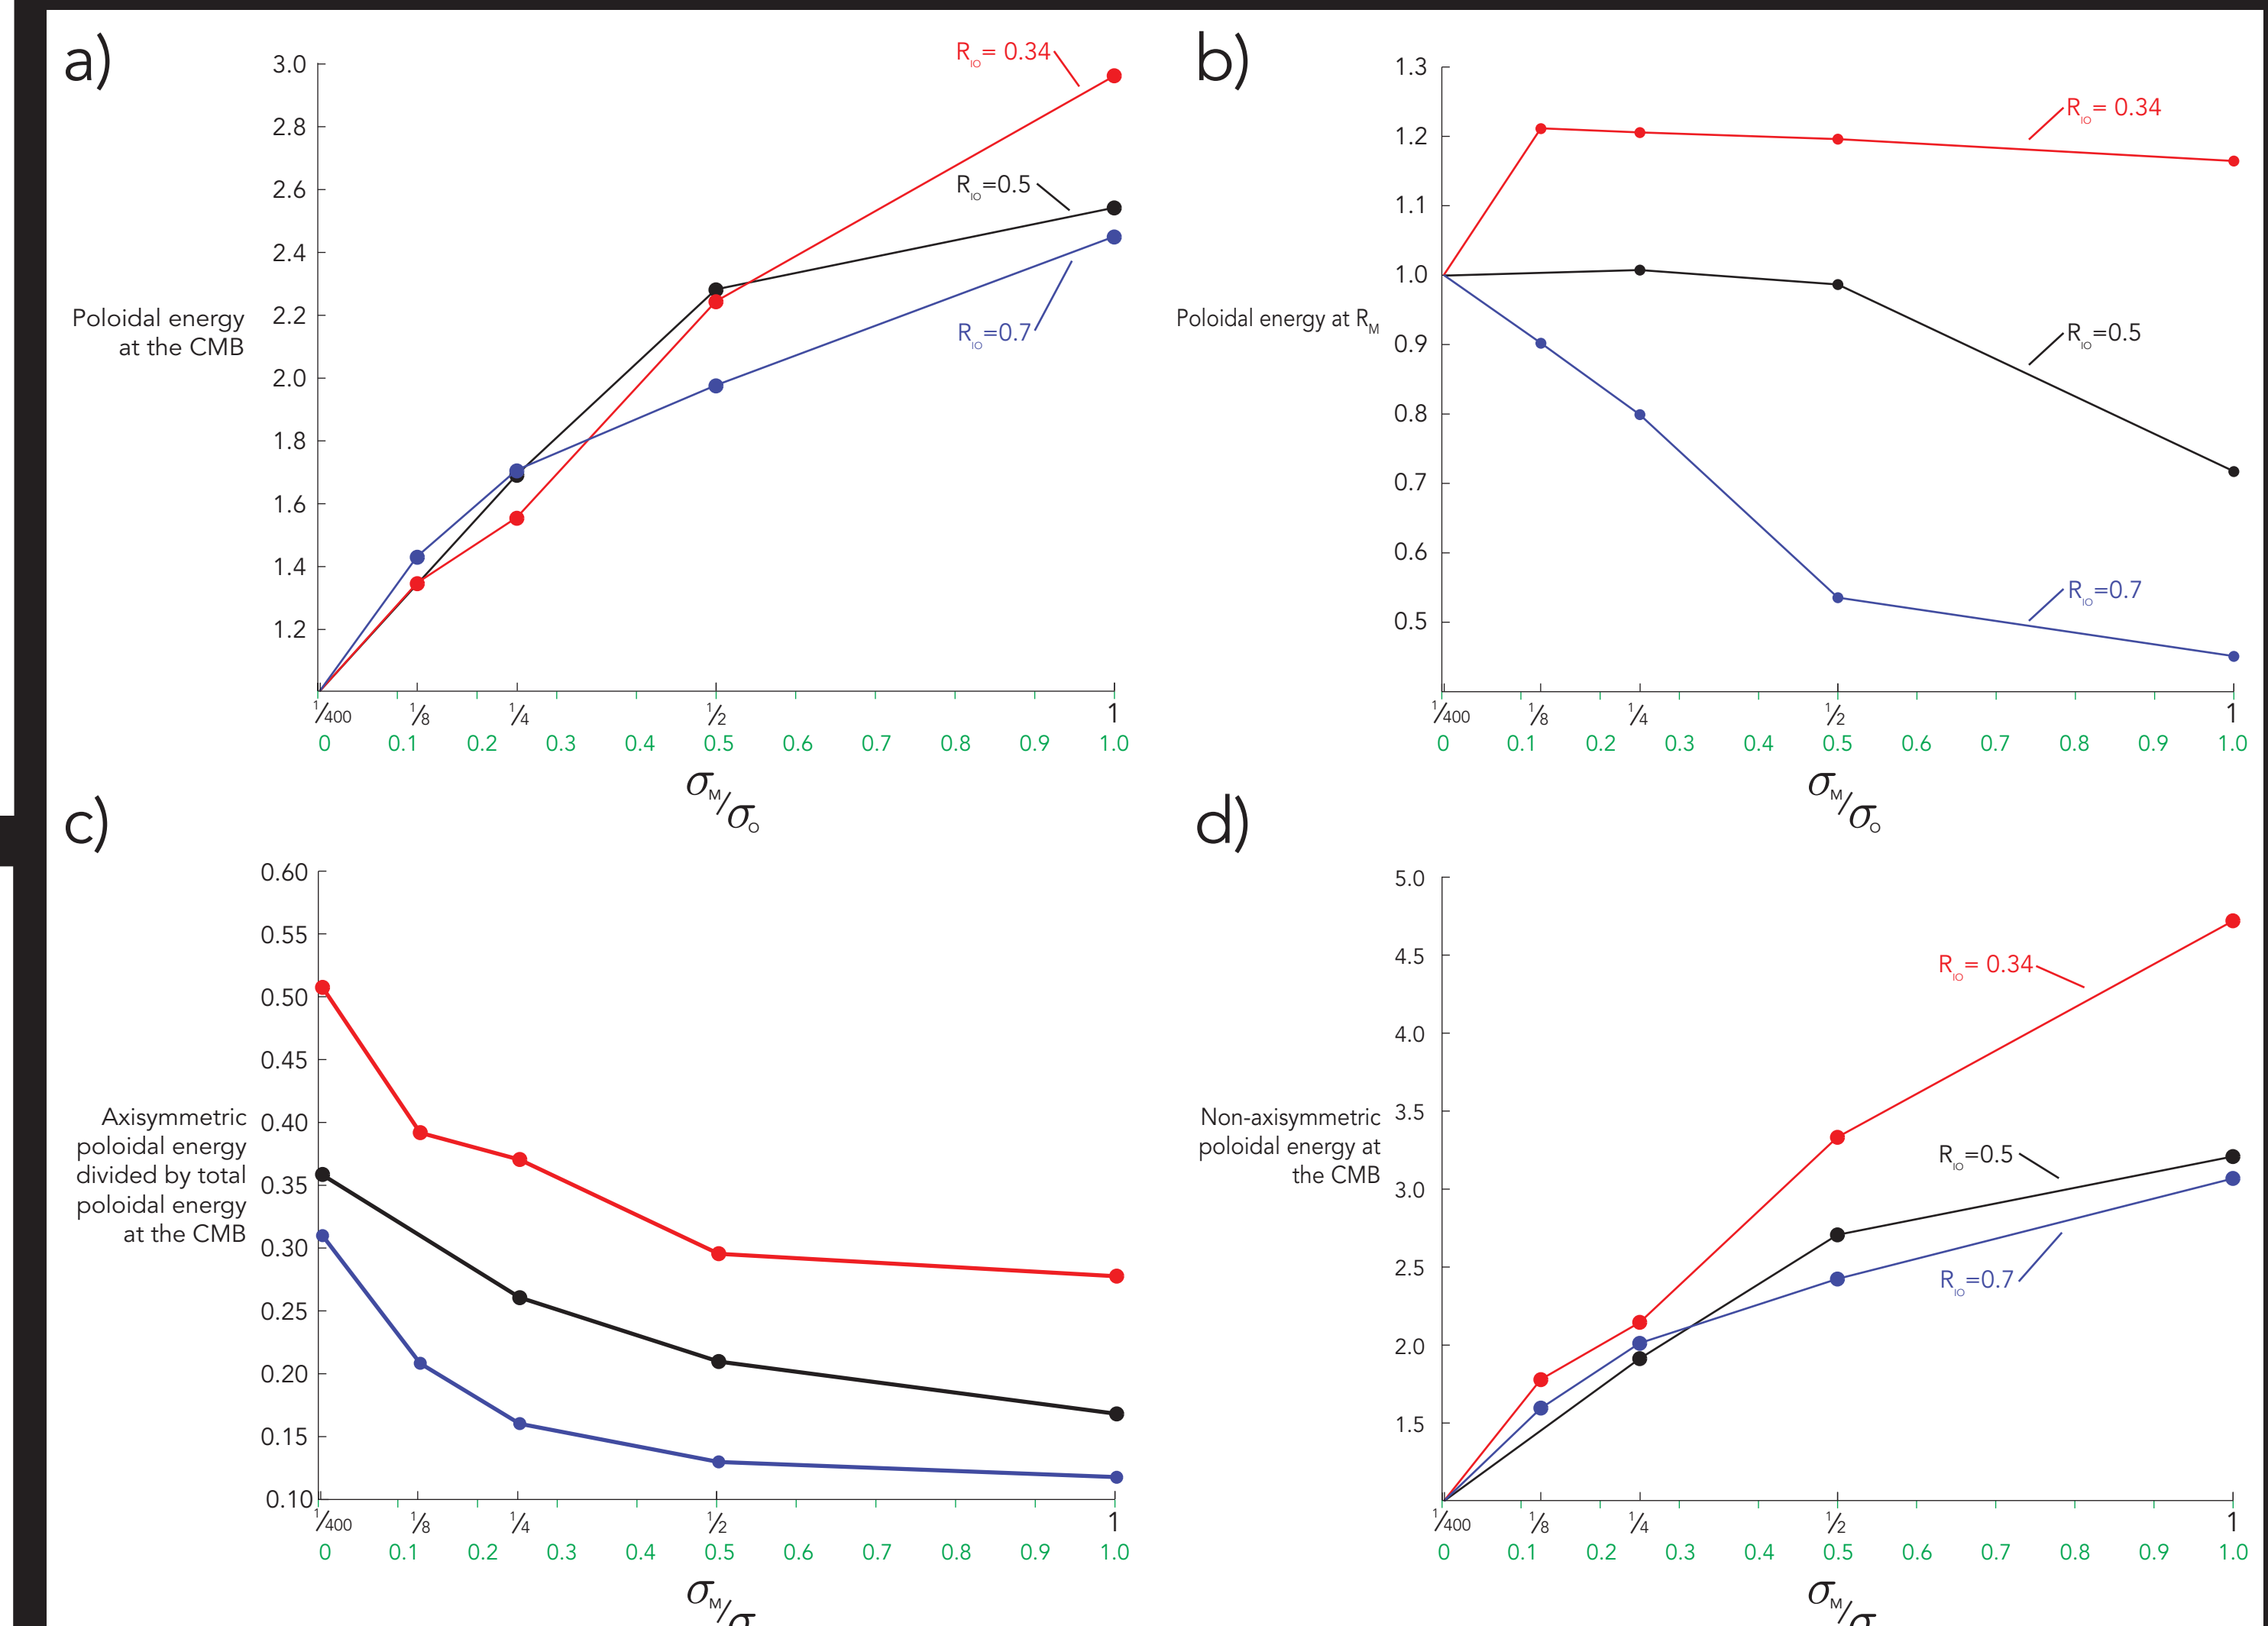 a)
3.0
2.8
2.6
2.4
2.2
2.0
1.8
1.6
1.4
1.2
Poloidal energy
at the CMB
R_IO = 0.34
R_IO=0.5
R_IO=0.7
1/400 1/8 1/4 1/2 1
0 0.1 0.2 0.3 0.4 0.5 0.6 0.7 0.8 0.9 1.0
σ_M/σ_O
b)
1.3
1.2
1.1
1.0
0.9
0.8
0.7
0.6
0.5
Poloidal energy at R_M
R_IO = 0.34
R_IO=0.5
R_IO=0.7
1/400 1/8 1/4 1/2 1
0 0.1 0.2 0.3 0.4 0.5 0.6 0.7 0.8 0.9 1.0
σ_M/σ_O
c)
0.60
0.55
0.50
0.45
0.40
0.35
0.30
0.25
0.20
0.15
0.10
Axisymmetric
poloidal energy
divided by total
poloidal energy
at the CMB
1/400 1/8 1/4 1/2 1
0 0.1 0.2 0.3 0.4 0.5 0.6 0.7 0.8 0.9 1.0
σ_M/σ
d)
5.0
4.5
4.0
3.5
3.0
2.5
2.0
1.5
Non-axisymmetric
poloidal energy at
the CMB
R_IO = 0.34
R_IO=0.5
R_IO=0.7
1/400 1/8 1/4 1/2 1
0 0.1 0.2 0.3 0.4 0.5 0.6 0.7 0.8 0.9 1.0
σ_M/σ